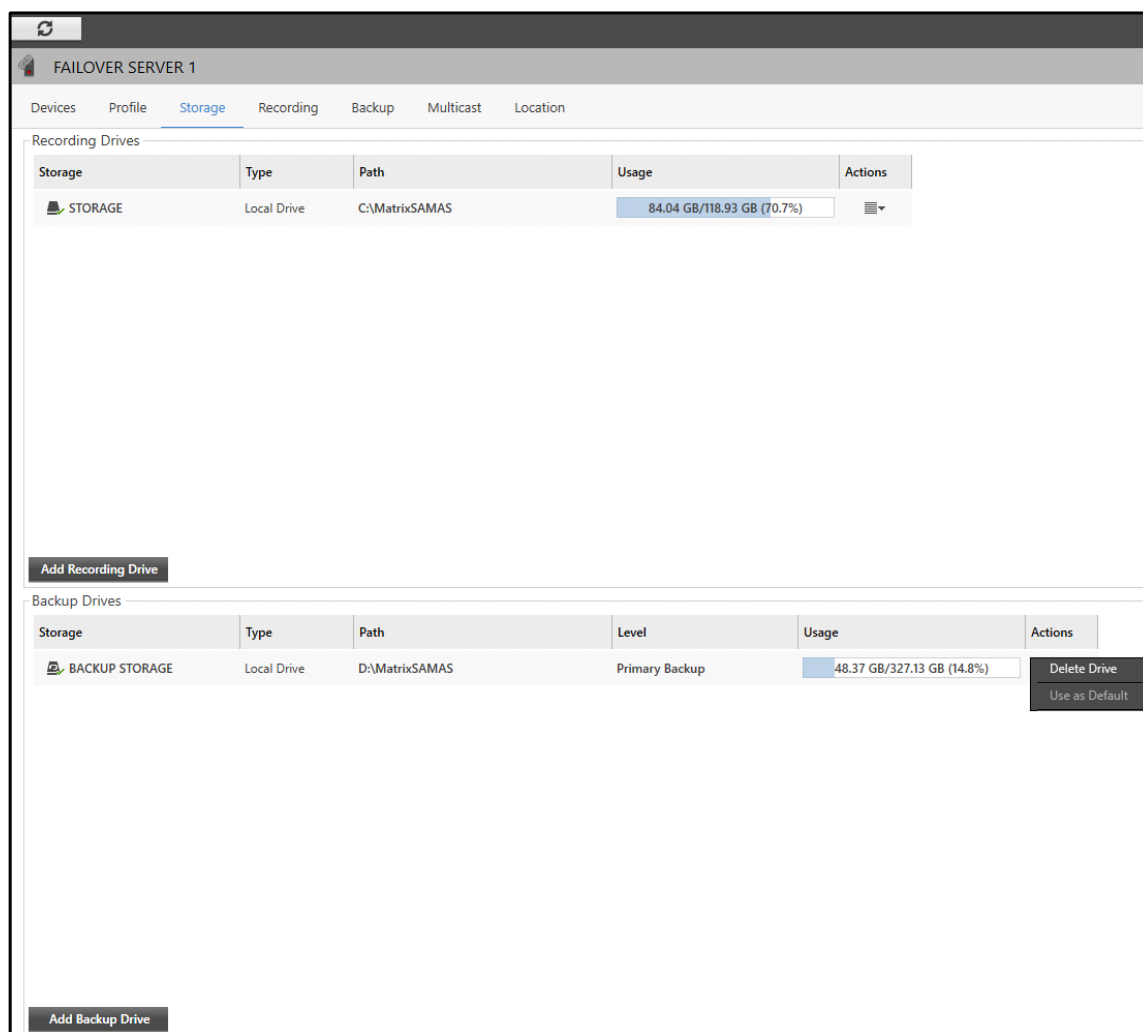 FAILOVER SERVER 1
Devices Profile Storage Recording Backup Multicast Location
Recording Drives
Storage Type Path Usage Actions
STORAGE Local Drive C:\MatrixSAMAS 84.04 GB/118.93 GB (70.7%)
Add Recording Drive
Backup Drives
Storage Type Path Level Usage Actions
BACKUP STORAGE Local Drive D:\MatrixSAMAS Primary Backup 48.37 GB/327.13 GB (14.8%) Delete Drive
Use as Default
Add Backup Drive